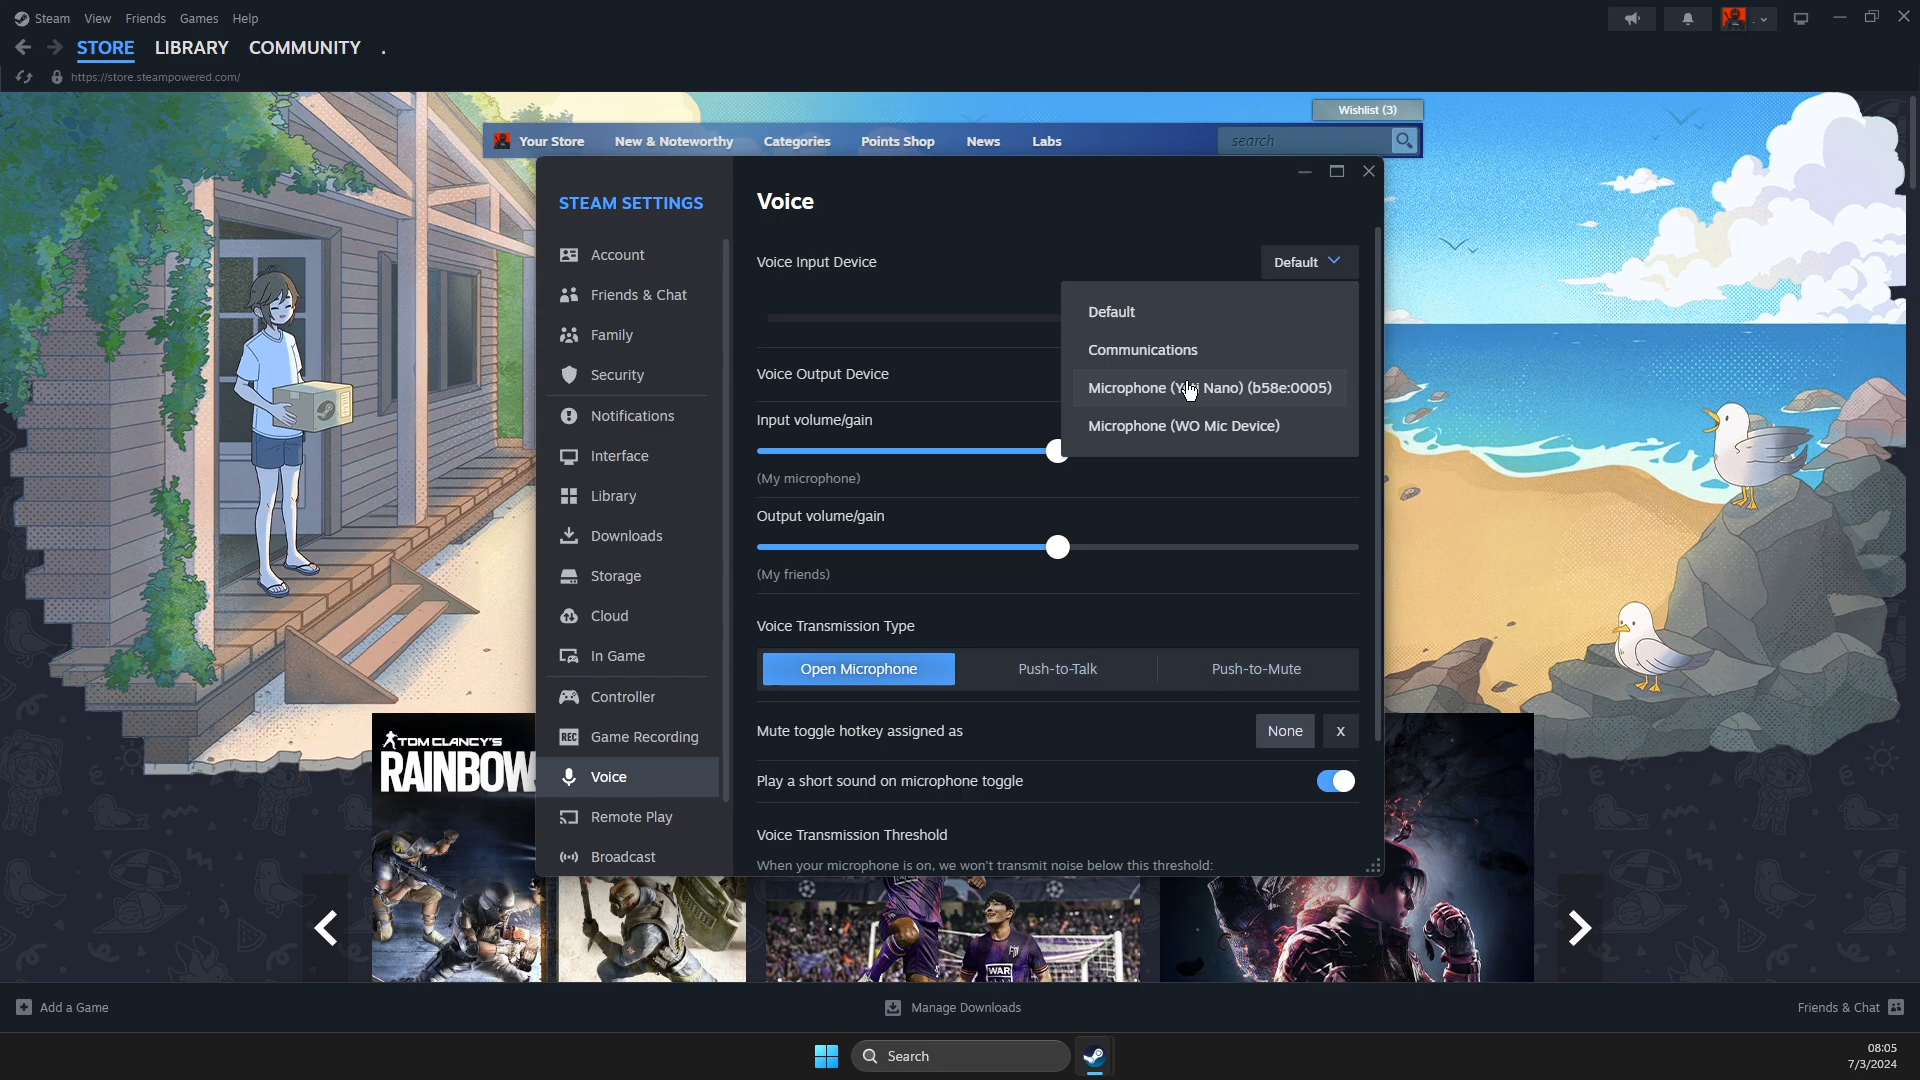 Steam View Friends Games Help
STORE LIBRARY COMMUNITY .
https://store.steampowered.com/
Wishlist (3)
Your Store New & Noteworthy Categories Points Shop News Labs search
STEAM SETTINGS
Account
Friends & Chat
Family
Security
Notifications
Interface
Library
Downloads
Storage
Cloud
In Game
Controller
REC Game Recording
Voice
Remote Play
Broadcast
Voice
Voice Input Device Default
Default
Communications
Microphone ( Nano) (b58e:0005)
Microphone (WO Mic Device)
Voice Output Device
Input volume/gain
(My microphone)
Output volume/gain
(My friends)
Voice Transmission Type
Open Microphone Push-to-Talk Push-to-Mute
Mute toggle hotkey assigned as None X
Play a short sound on microphone toggle
Voice Transmission Threshold
When your microphone is on, we won't transmit noise below this threshold:
TOM CLANCY'S
RAINBOW
WAR
Add a Game Manage Downloads Friends & Chat
Search
08:05
7/3/2024